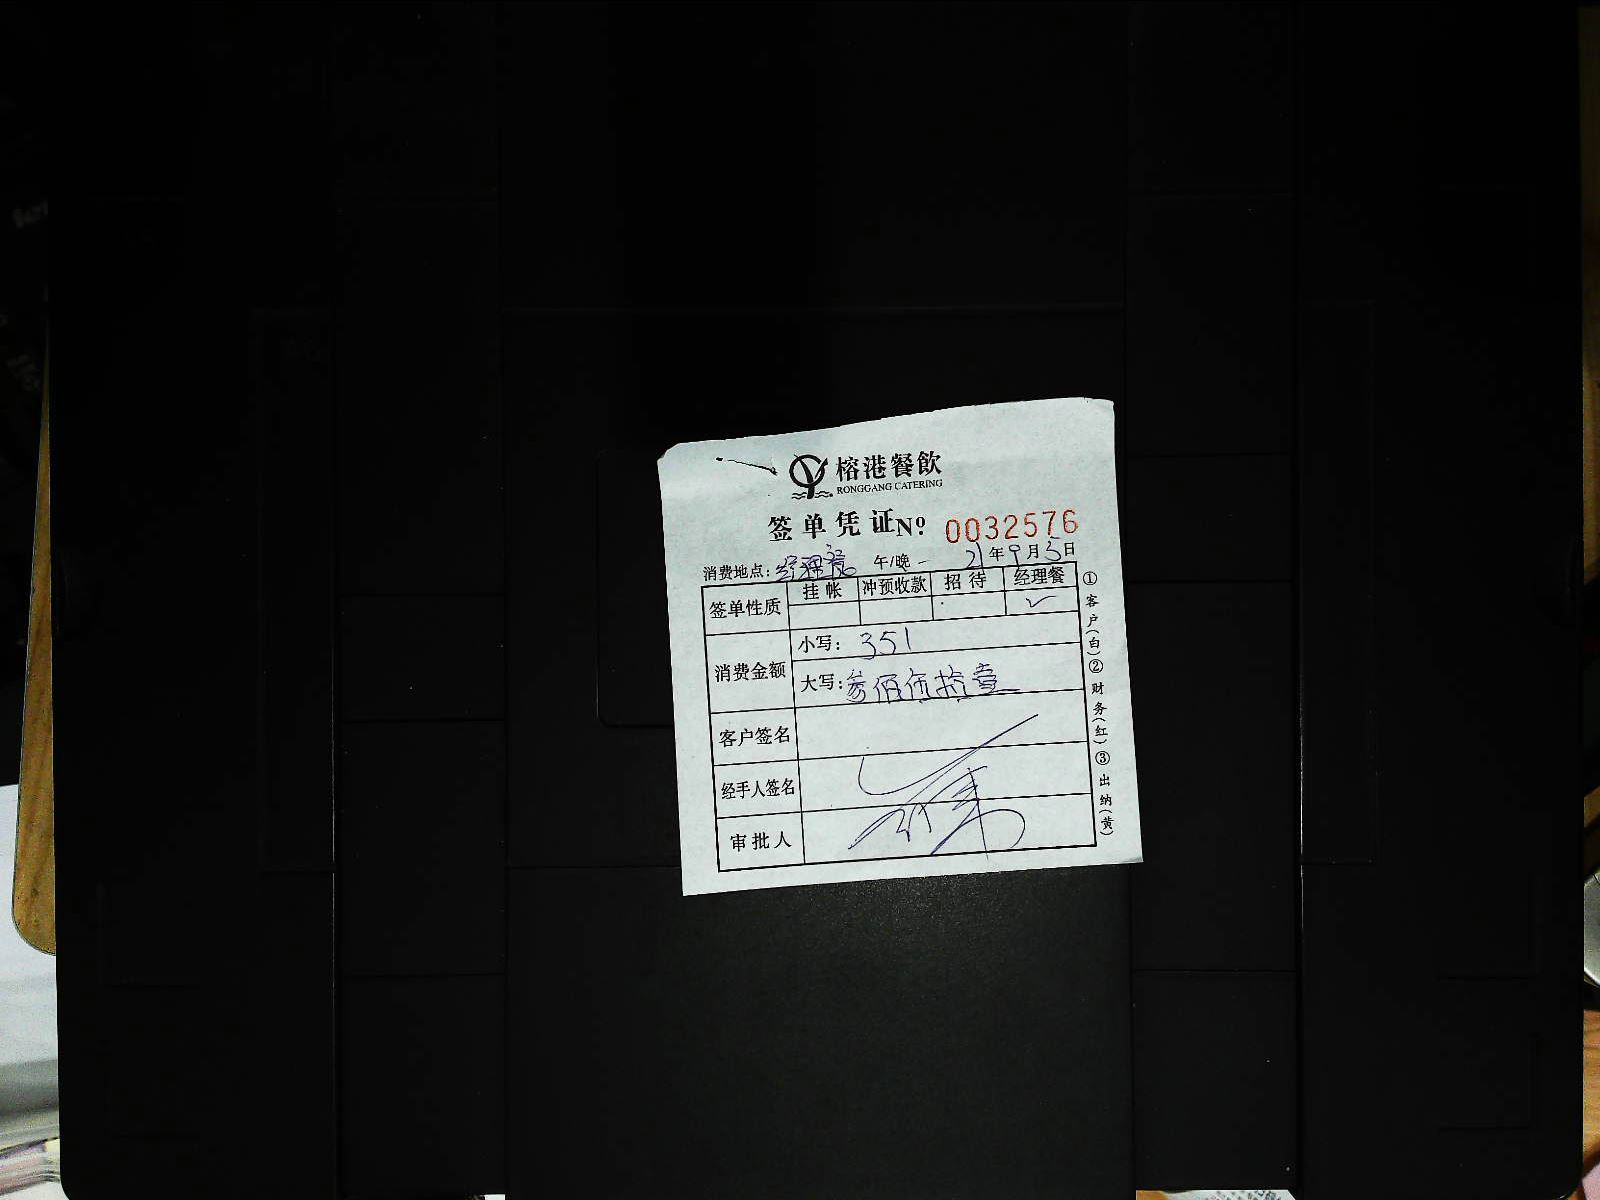 榕港餐飲
RONGGANG CATERING
签单凭证 Nº 0032576
消费地点: 经理餐 午/晚 21年9月5日
签单性质 挂帐 冲预收款 招待 经理餐
✓
消费金额 小写: 351
大写: 叁佰伍拾壹
客户签名
经手人签名
审批人
①客户(白)②财务(红)③出纳(黄)